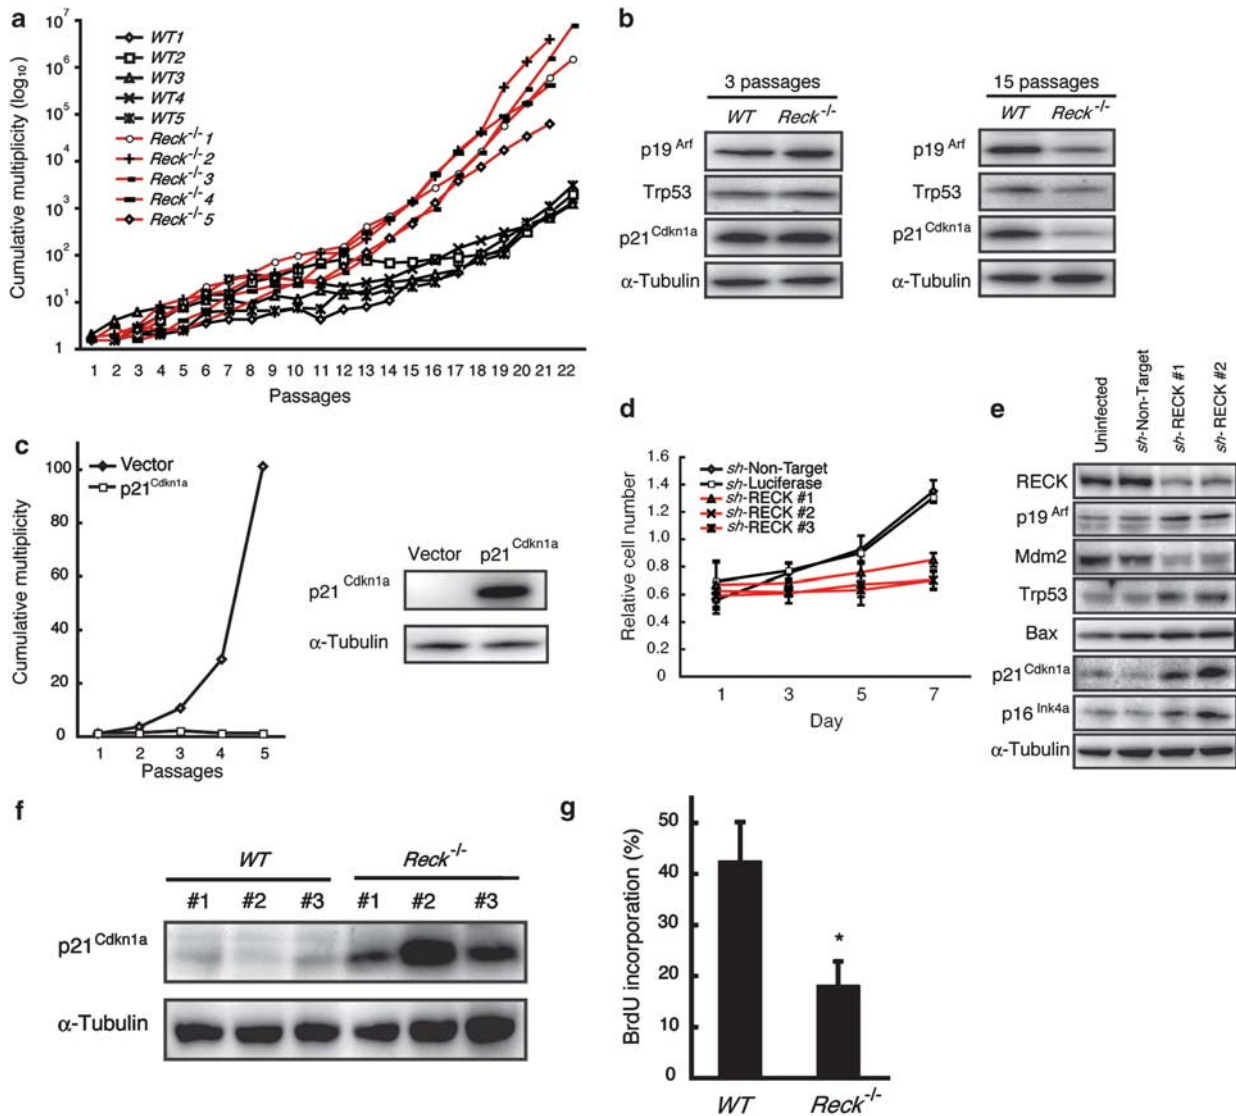 a
Cumulative multiplicity (log₁₀)
10⁷
10⁶
10⁵
10⁴
10³
10²
10¹
1
WT1
WT2
WT3
WT4
WT5
Reck⁻/⁻1
Reck⁻/⁻2
Reck⁻/⁻3
Reck⁻/⁻4
Reck⁻/⁻5
1 2 3 4 5 6 7 8 9 10 11 12 13 14 15 16 17 18 19 20 21 22
Passages
b
3 passages
WT Reck⁻/⁻
p19 Arf
Trp53
p21 Cdkn1a
α-Tubulin
15 passages
WT Reck⁻/⁻
p19 Arf
Trp53
p21 Cdkn1a
α-Tubulin
c
Cumulative multiplicity
100
80
60
40
20
0
Vector
p21 Cdkn1a
1 2 3 4 5
Passages
Vector p21 Cdkn1a
p21 Cdkn1a
α-Tubulin
d
Relative cell number
1.6
1.4
1.2
1.0
0.8
0.6
0.4
0.2
0
sh-Non-Target
sh-Luciferase
sh-RECK #1
sh-RECK #2
sh-RECK #3
1 3 5 7
Day
e
Uninfected
sh-Non-Target
sh-RECK #1
sh-RECK #2
RECK
p19 Arf
Mdm2
Trp53
Bax
p21 Cdkn1a
p16 Ink4a
α-Tubulin
f
WT Reck⁻/⁻
#1 #2 #3 #1 #2 #3
p21 Cdkn1a
α-Tubulin
g
BrdU incorporation (%)
50
40
30
20
10
0
*
WT Reck⁻/⁻